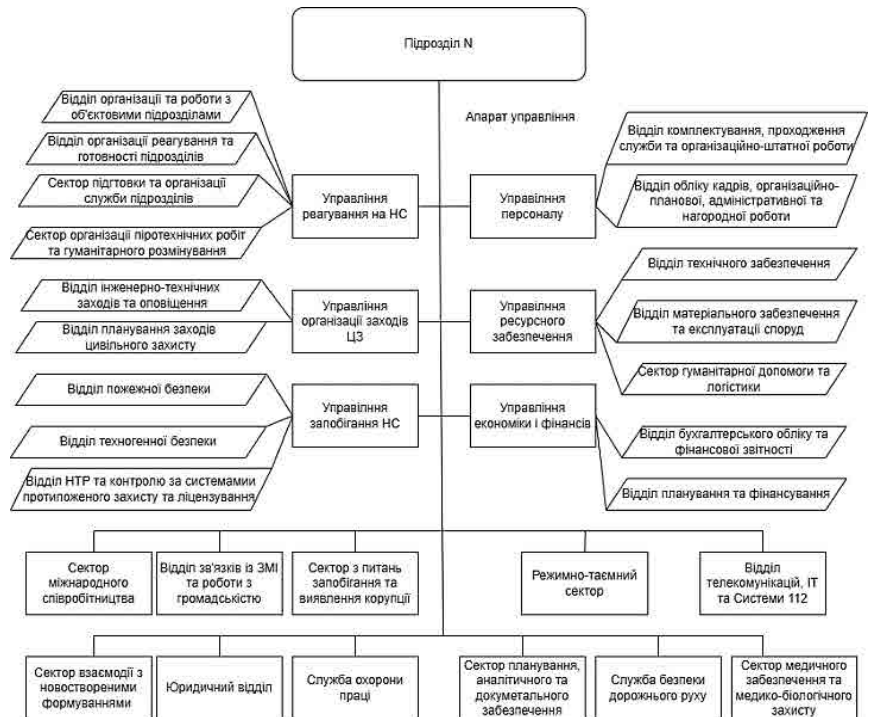 Підрозділ N
Апарат управління
Відділ організації та роботи з
об'єктовими підрозділами
Відділ організації реагування та
готовності підрозділів
Сектор підготовки та організації
служби підрозділів
Сектор організації піротехнічних робіт
та гуманітарного розмінування
Управління
реагування на НС
Управілння
персоналу
Відділ комплектування, проходження
служби та організаційно-штатної роботи
Відділ обліку кадрів, організаційно-
планової, адміністративної та
нагородної роботи
Відділ інженерно-технічних
заходів та оповіщення
Відділ планування заходів
цивільного захисту
Управління
організації заходів
ЦЗ
Управілння
ресурсного
забезпечення
Відділ технічного забезпечення
Відділ матеріального забезпечення
та експлуатації споруд
Сектор гуманітарної допомоги та
логістики
Відділ пожежної безпеки
Відділ техногенної безпеки
Відділ НТР та контролю за системамии
протипоженого захисту та ліцензування
Управілння
запобігання НС
Управілння
економіки і фінансів
Відділ бухгалтерського обліку та
фінансової звітності
Відділ планування та фінансування
Сектор
міжнародного
співробітництва
Відділ зв'язків із ЗМІ
та роботи з
громадськістю
Сектор з питань
запобігання та
виявлення корупції
Режимно-таємний
сектор
Відділ
телекомунікацій, ІТ
та Системи 112
Сектор взаємодії з
новоствореними
формуваннями
Юридичний відділ
Служба охорони
праці
Сектор планування,
аналітичного та
докуметального
забезпечення
Служба безпеки
дорожнього руху
Сектор медичного
забезпечення та
медико-біологічного
захисту